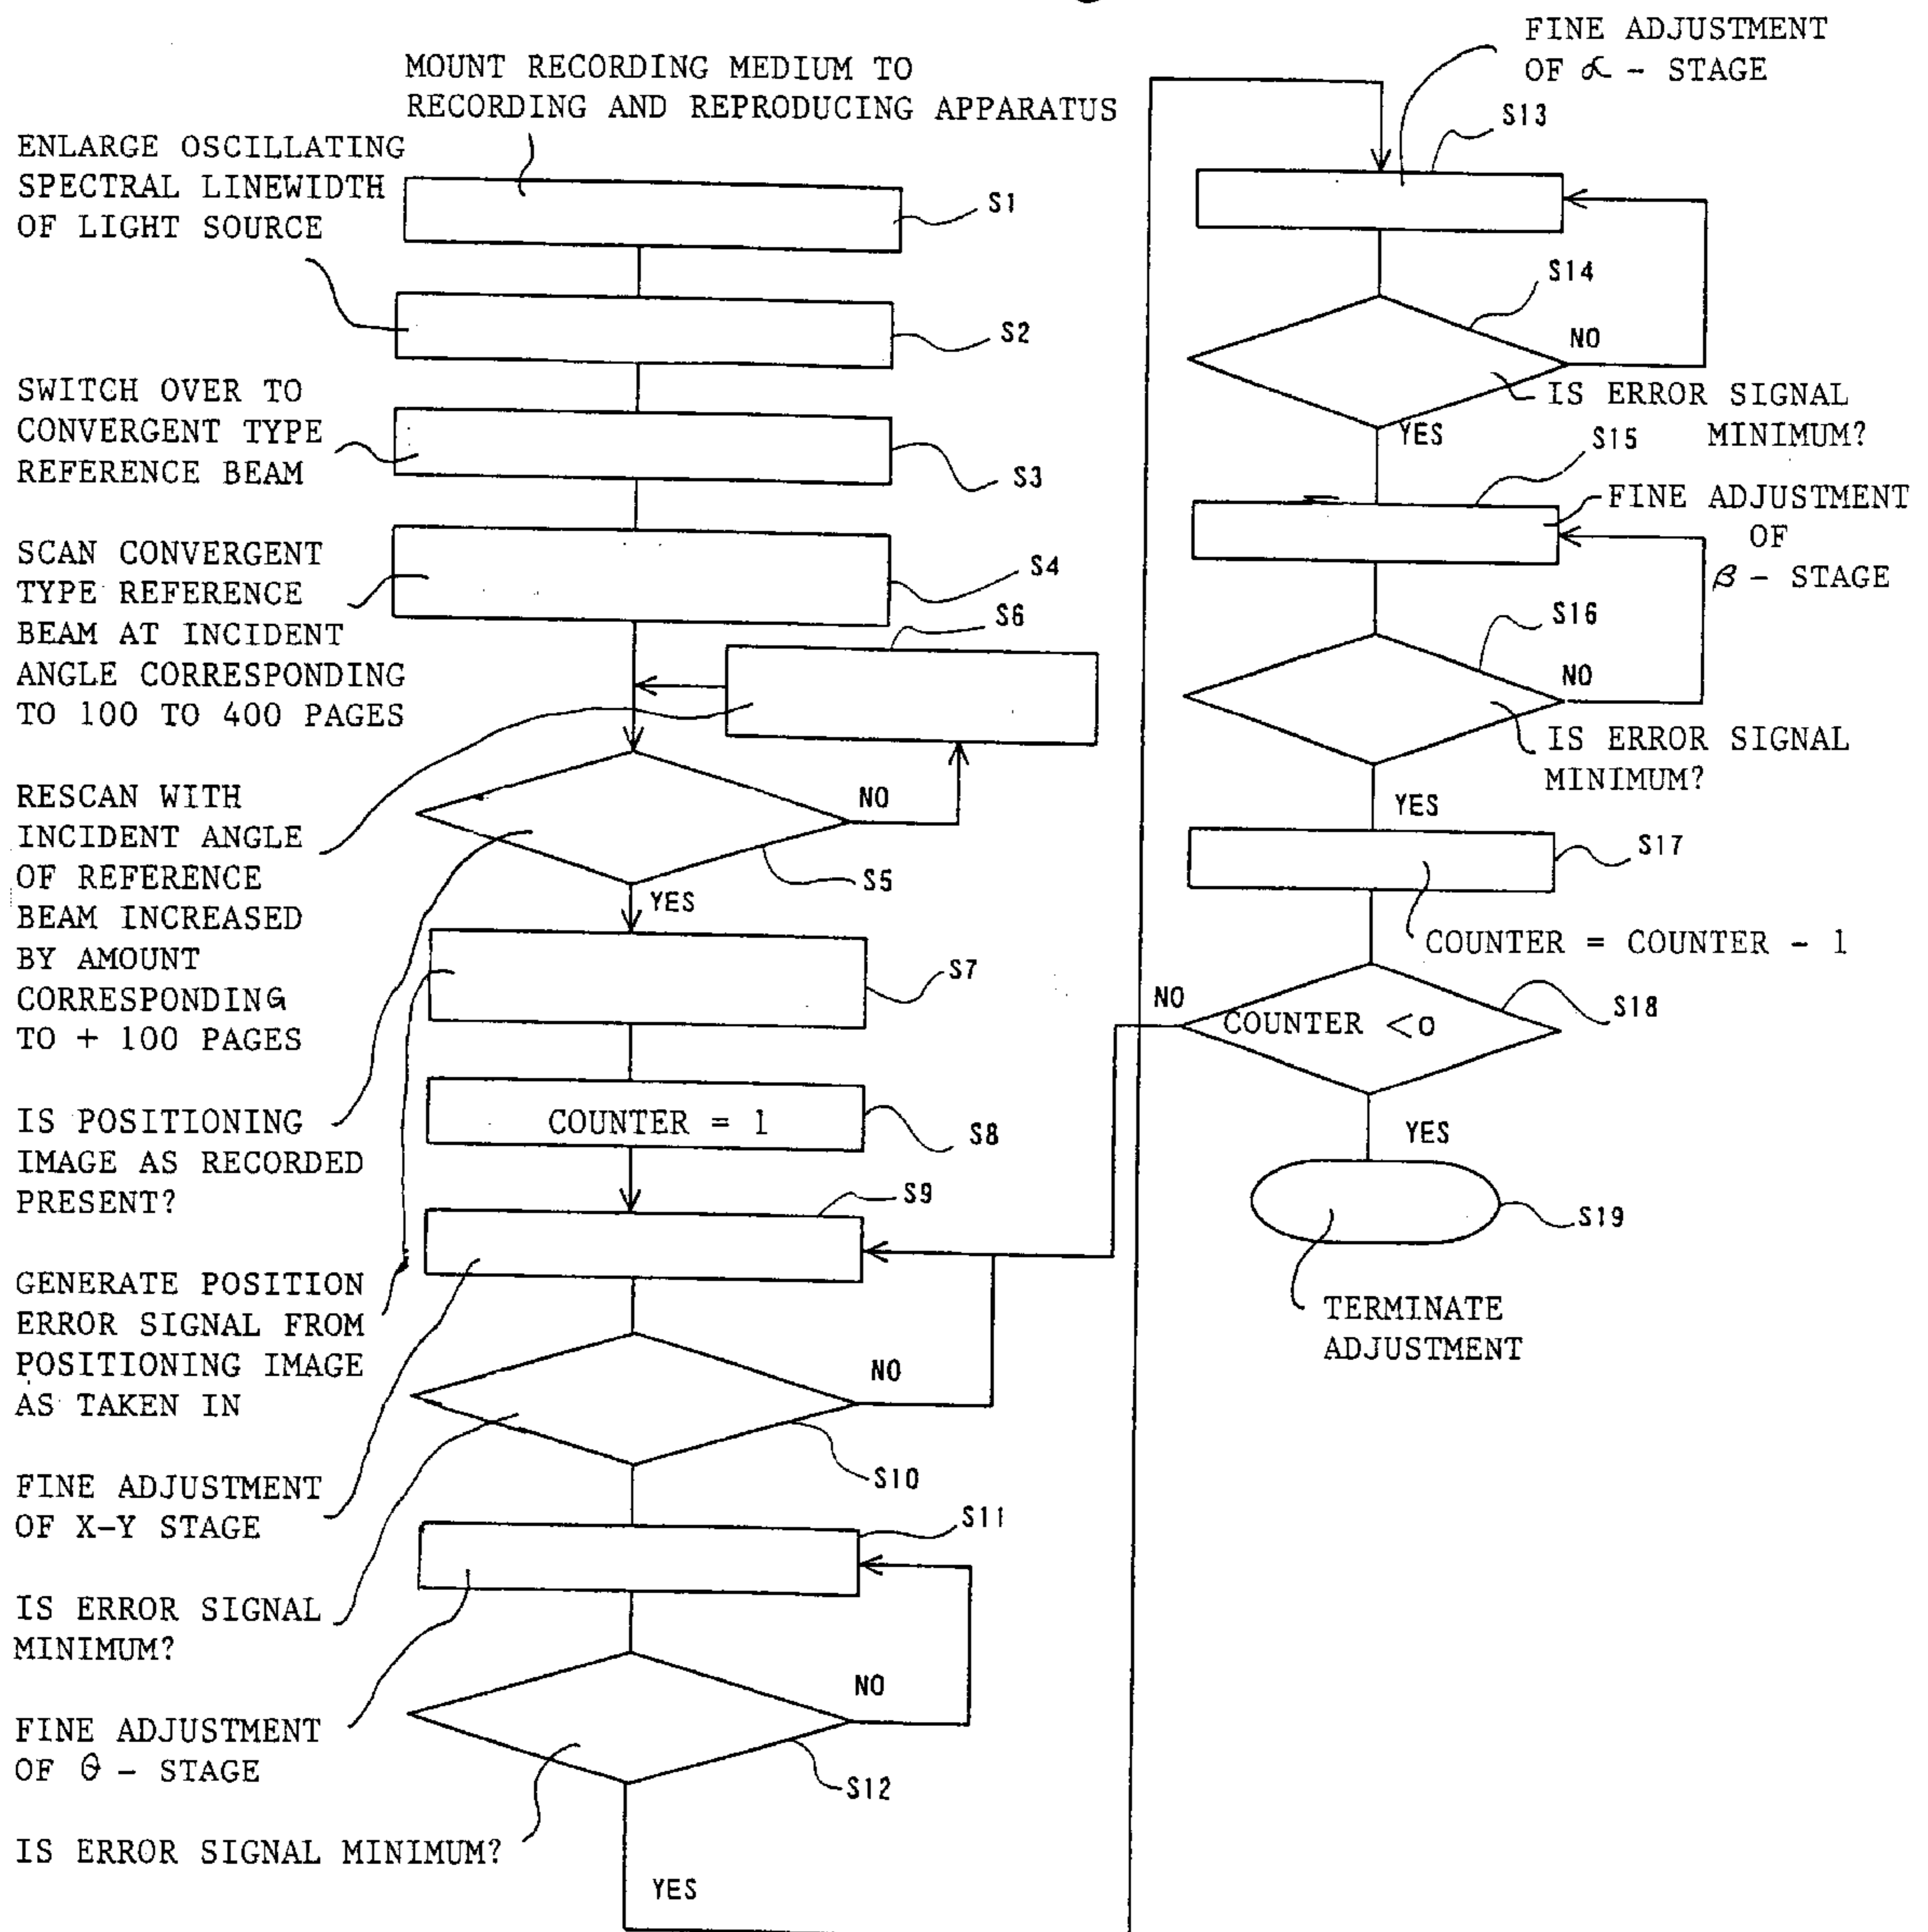 MOUNT RECORDING MEDIUM TO
RECORDING AND REPRODUCING APPARATUS
ENLARGE OSCILLATING
SPECTRAL LINEWIDTH
OF LIGHT SOURCE
S1
S2
SWITCH OVER TO
CONVERGENT TYPE
REFERENCE BEAM
S3
SCAN CONVERGENT
TYPE REFERENCE
BEAM AT INCIDENT
ANGLE CORRESPONDING
TO 100 TO 400 PAGES
S4
S6
RESCAN WITH
INCIDENT ANGLE
OF REFERENCE
BEAM INCREASED
BY AMOUNT
CORRESPONDING
TO + 100 PAGES
NO
S5
YES
IS POSITIONING
IMAGE AS RECORDED
PRESENT?
S7
COUNTER = 1
S8
GENERATE POSITION
ERROR SIGNAL FROM
POSITIONING IMAGE
AS TAKEN IN
S9
FINE ADJUSTMENT
OF X-Y STAGE
NO
S10
IS ERROR SIGNAL
MINIMUM?
S11
FINE ADJUSTMENT
OF θ - STAGE
NO
S12
IS ERROR SIGNAL MINIMUM?
YES
FINE ADJUSTMENT
OF α - STAGE
S13
S14
NO
IS ERROR SIGNAL
MINIMUM?
YES
S15
FINE ADJUSTMENT
OF
β - STAGE
S16
NO
IS ERROR SIGNAL
MINIMUM?
YES
S17
COUNTER = COUNTER - 1
NO
COUNTER <0
S18
YES
S19
TERMINATE
ADJUSTMENT